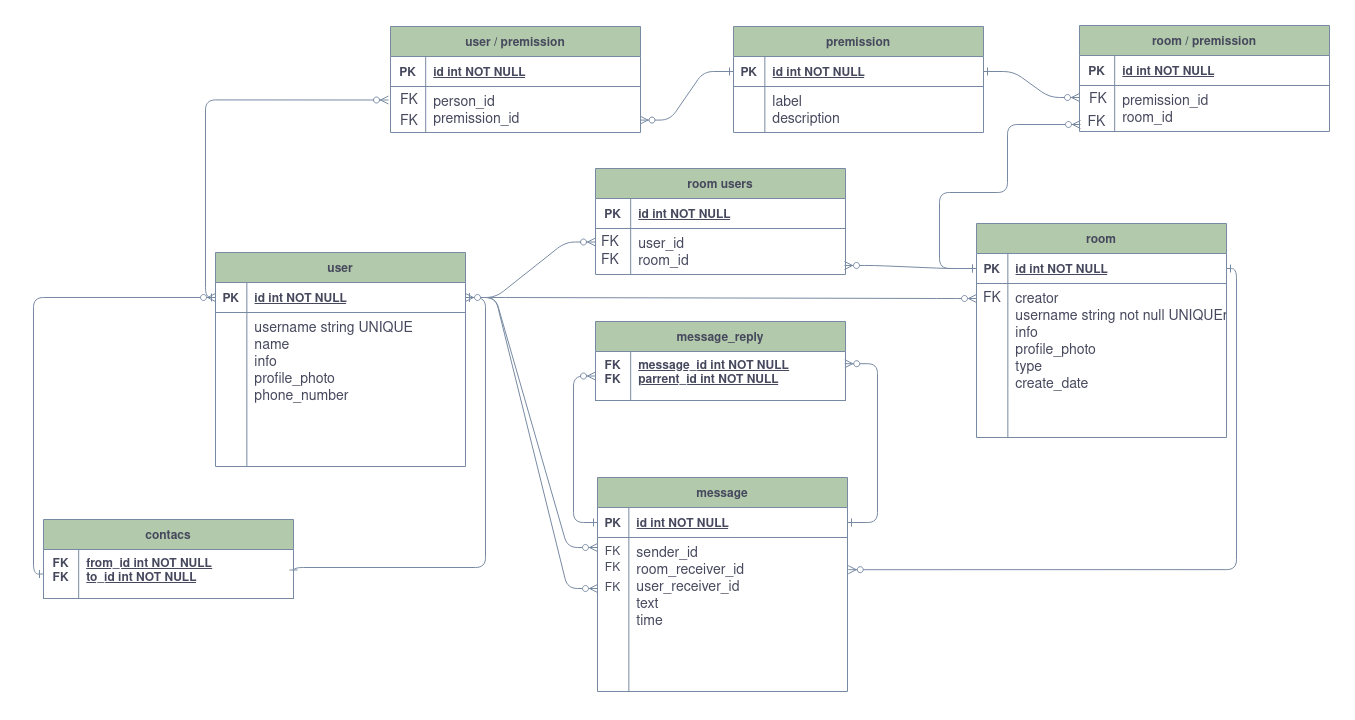 user / premission
PK id int NOT NULL
FK person_id
FK premission_id
premission
PK id int NOT NULL
label
description
room / premission
PK id int NOT NULL
FK premission_id
FK room_id
room users
PK id int NOT NULL
FK user_id
FK room_id
room
PK id int NOT NULL
FK creator
username string not null UNIQUEr
info
profile_photo
type
create_date
user
PK id int NOT NULL
username string UNIQUE
name
info
profile_photo
phone_number
message_reply
FK message_id int NOT NULL
FK parrent_id int NOT NULL
message
PK id int NOT NULL
FK sender_id
FK room_receiver_id
FK user_receiver_id
text
time
contacs
FK from_id int NOT NULL
FK to_id int NOT NULL